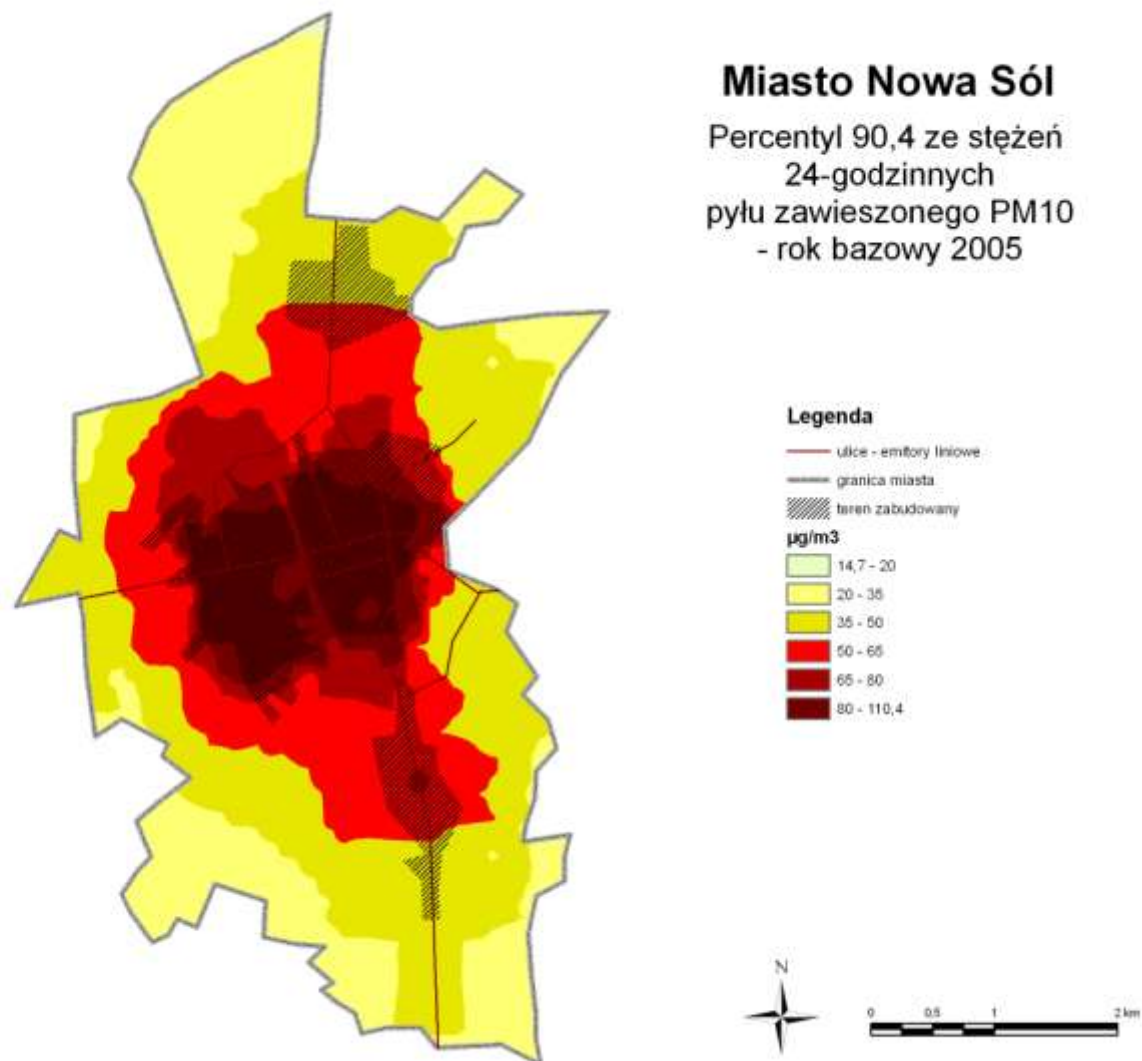 Miasto Nowa Sól
Percentyl 90,4 ze stężeń
24-godzinnych
pyłu zawieszonego PM10
- rok bazowy 2005
Legenda
ulice - emitory liniowe
granica miasta
teren zabudowany
µg/m3
14,7 - 20
20 - 35
35 - 50
50 - 65
65 - 80
80 - 110,4
N
0 0,5 1 2 km